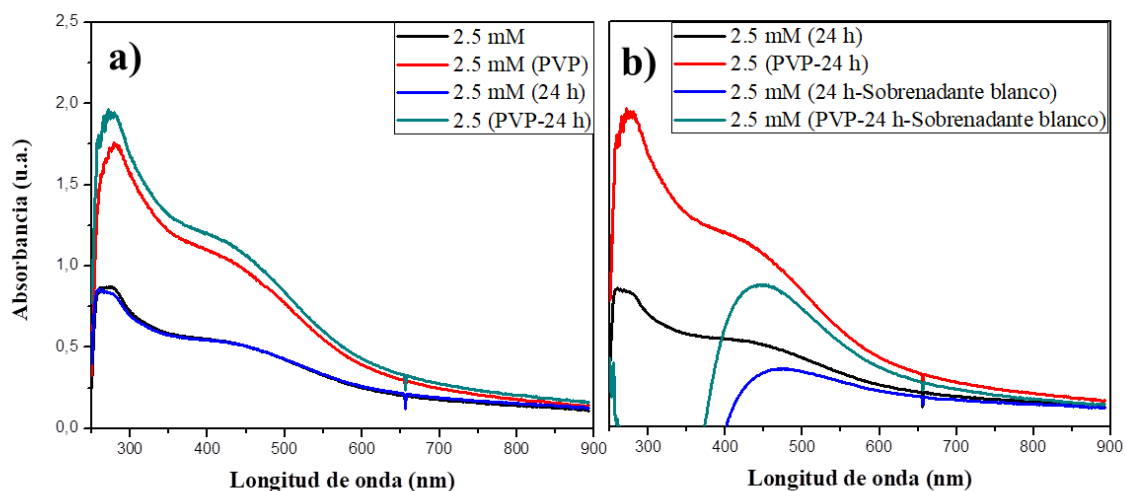 a)
2.5 mM
2.5 mM (PVP)
2.5 mM (24 h)
2.5 (PVP-24 h)
2,5
2,0
1,5
1,0
0,5
0,0
300 400 500 600 700 800 900
Absorbancia (u.a.)
Longitud de onda (nm)
b)
2.5 mM (24 h)
2.5 (PVP-24 h)
2.5 mM (24 h-Sobrenadante blanco)
2.5 mM (PVP-24 h-Sobrenadante blanco)
300 400 500 600 700 800 900
Longitud de onda (nm)